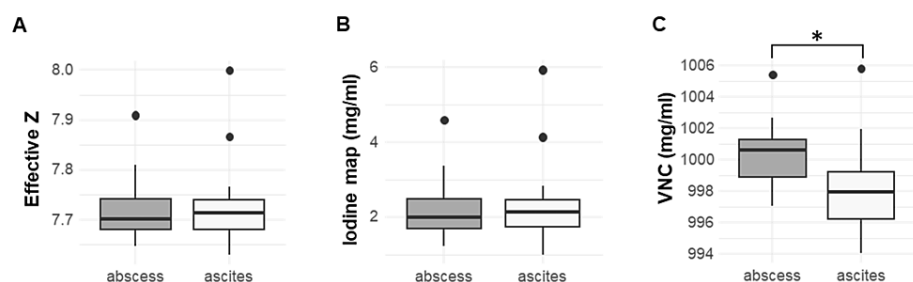 A
Effective Z
8.0
7.9
7.8
7.7
abscess ascites
B
Iodine map (mg/ml)
6
4
2
abscess ascites
C
*
VNC (mg/ml)
1006
1004
1002
1000
998
996
994
abscess ascites